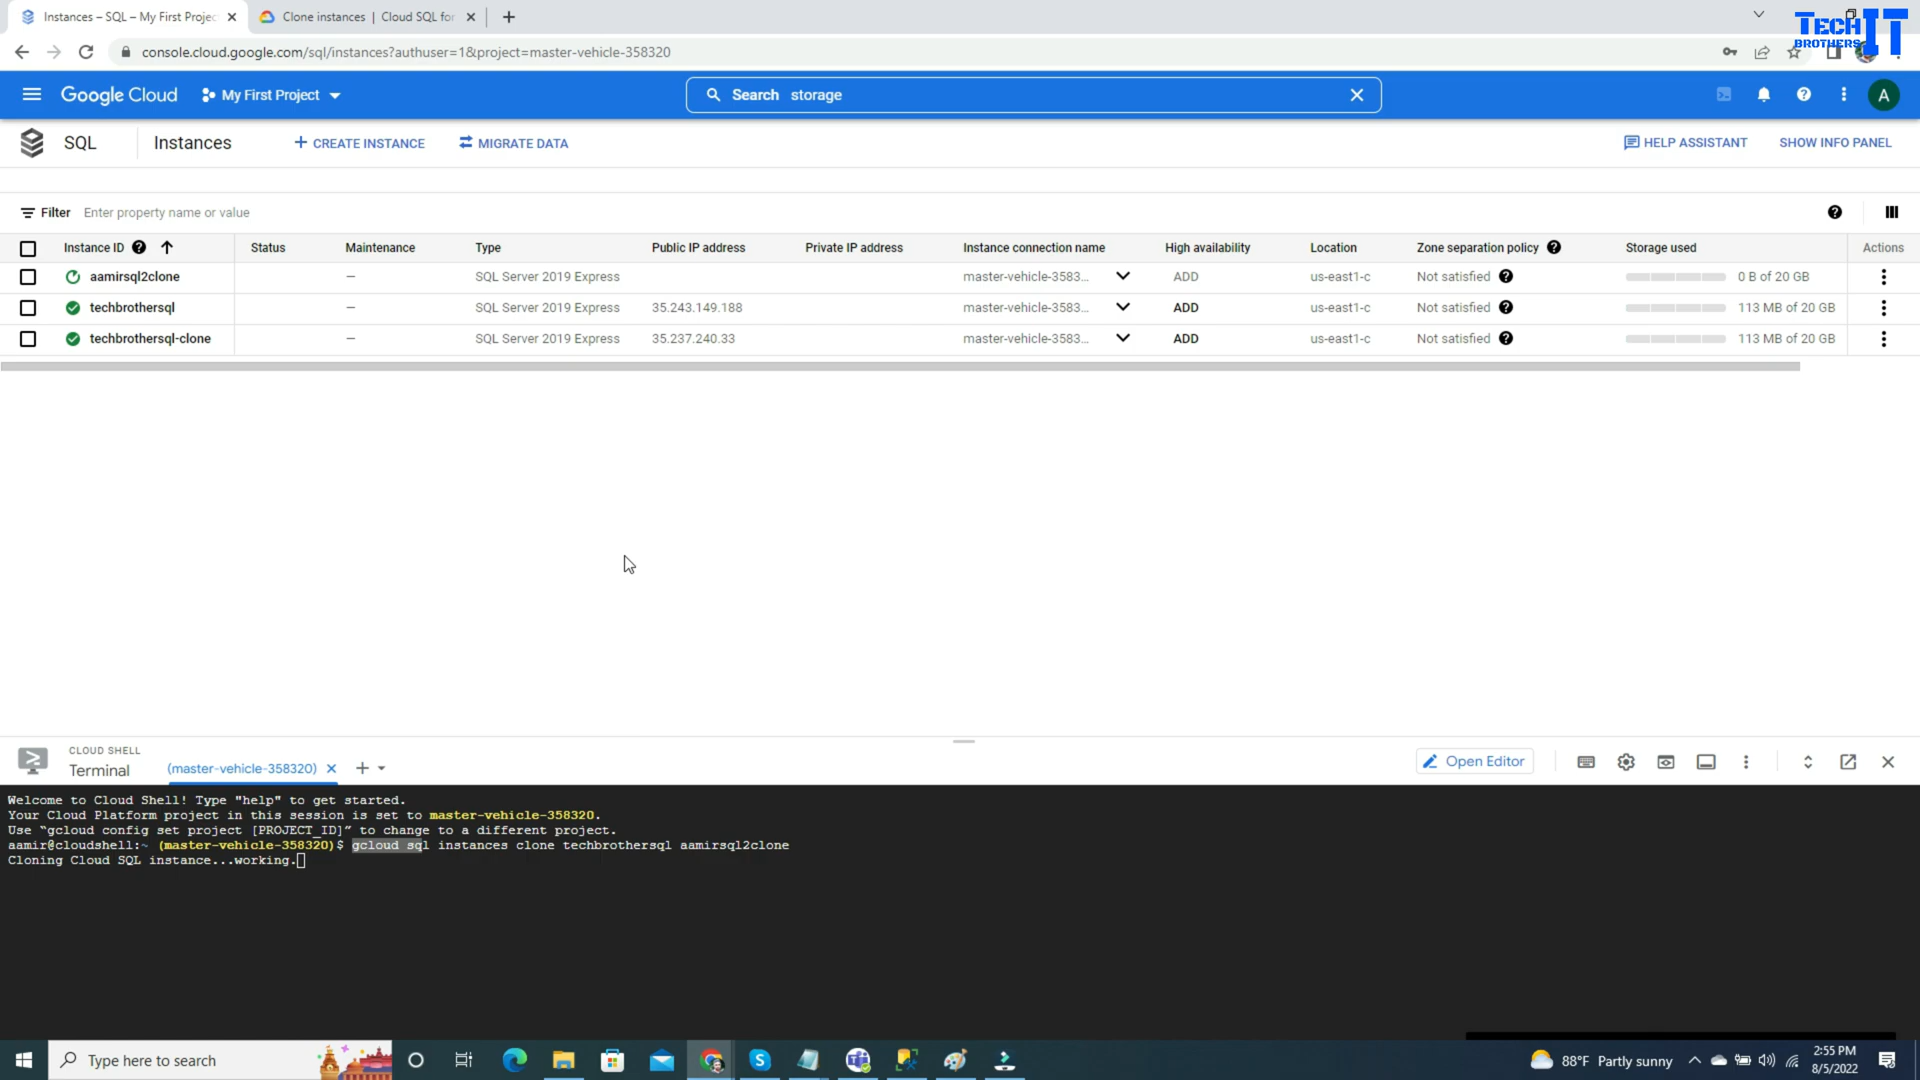 Instances – SQL – My First Projec
Clone instances | Cloud SQL for
TECH IT
BROTHERS
console.cloud.google.com/sql/instances?authuser=1&project=master-vehicle-358320
Google Cloud My First Project Search storage A
SQL Instances + CREATE INSTANCE MIGRATE DATA HELP ASSISTANT SHOW INFO PANEL
Filter Enter property name or value
Instance ID Status Maintenance Type Public IP address Private IP address Instance connection name High availability Location Zone separation policy Storage used Actions
aamirsql2clone — SQL Server 2019 Express master-vehicle-3583... ADD us-east1-c Not satisfied 0 B of 20 GB
techbrothersql — SQL Server 2019 Express 35.243.149.188 master-vehicle-3583... ADD us-east1-c Not satisfied 113 MB of 20 GB
techbrothersql-clone — SQL Server 2019 Express 35.237.240.33 master-vehicle-3583... ADD us-east1-c Not satisfied 113 MB of 20 GB
CLOUD SHELL
Terminal (master-vehicle-358320) Open Editor
Welcome to Cloud Shell! Type "help" to get started.
Your Cloud Platform project in this session is set to master-vehicle-358320.
Use “gcloud config set project [PROJECT_ID]” to change to a different project.
aamir@cloudshell:~ (master-vehicle-358320)$ gcloud sql instances clone techbrothersql aamirsql2clone
Cloning Cloud SQL instance...working.
Type here to search 88°F Partly sunny 2:55 PM
8/5/2022